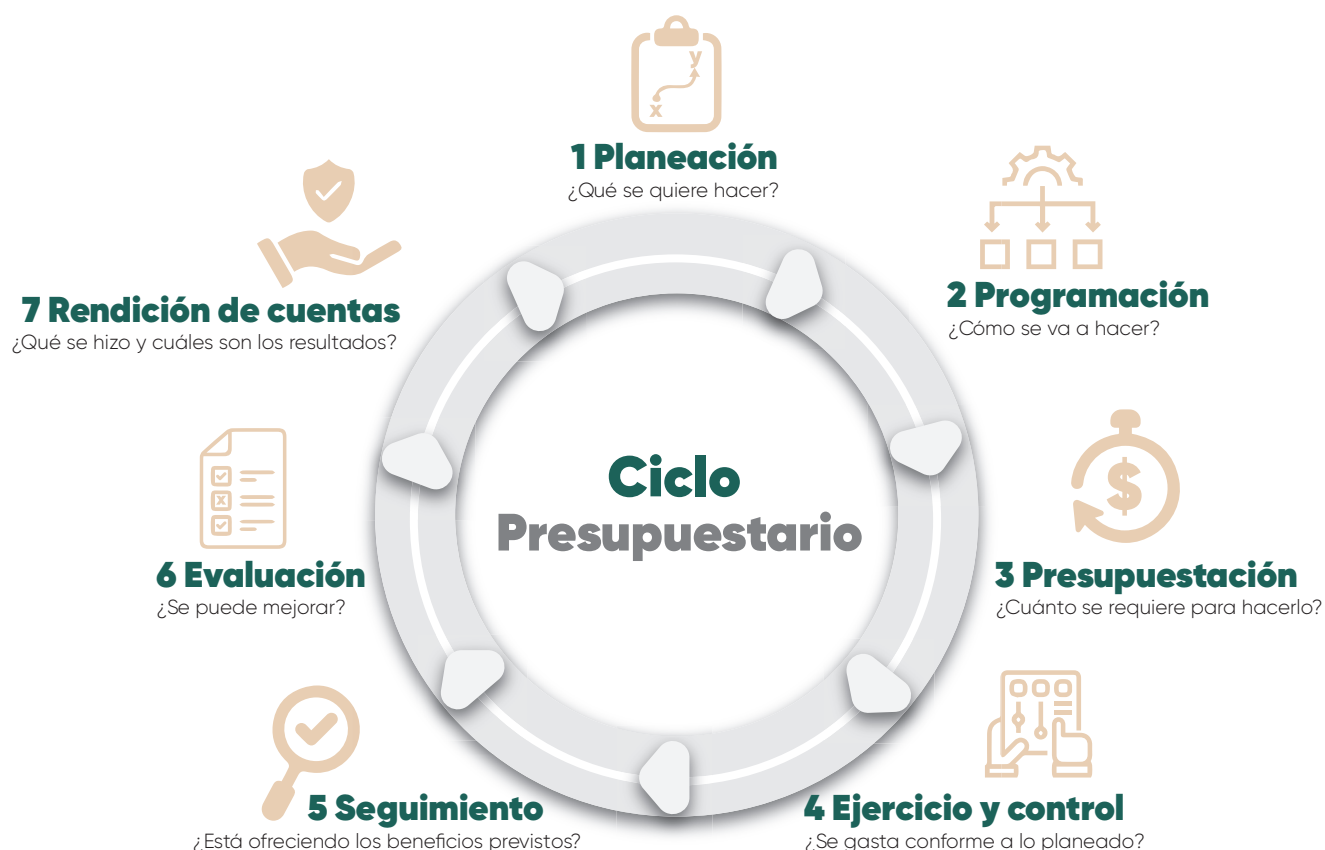 1 Planeación
¿Qué se quiere hacer?
2 Programación
¿Cómo se va a hacer?
3 Presupuestación
¿Cuánto se requiere para hacerlo?
4 Ejercicio y control
¿Se gasta conforme a lo planeado?
5 Seguimiento
¿Está ofreciendo los beneficios previstos?
6 Evaluación
¿Se puede mejorar?
7 Rendición de cuentas
¿Qué se hizo y cuáles son los resultados?
Ciclo
Presupuestario
y
x
$